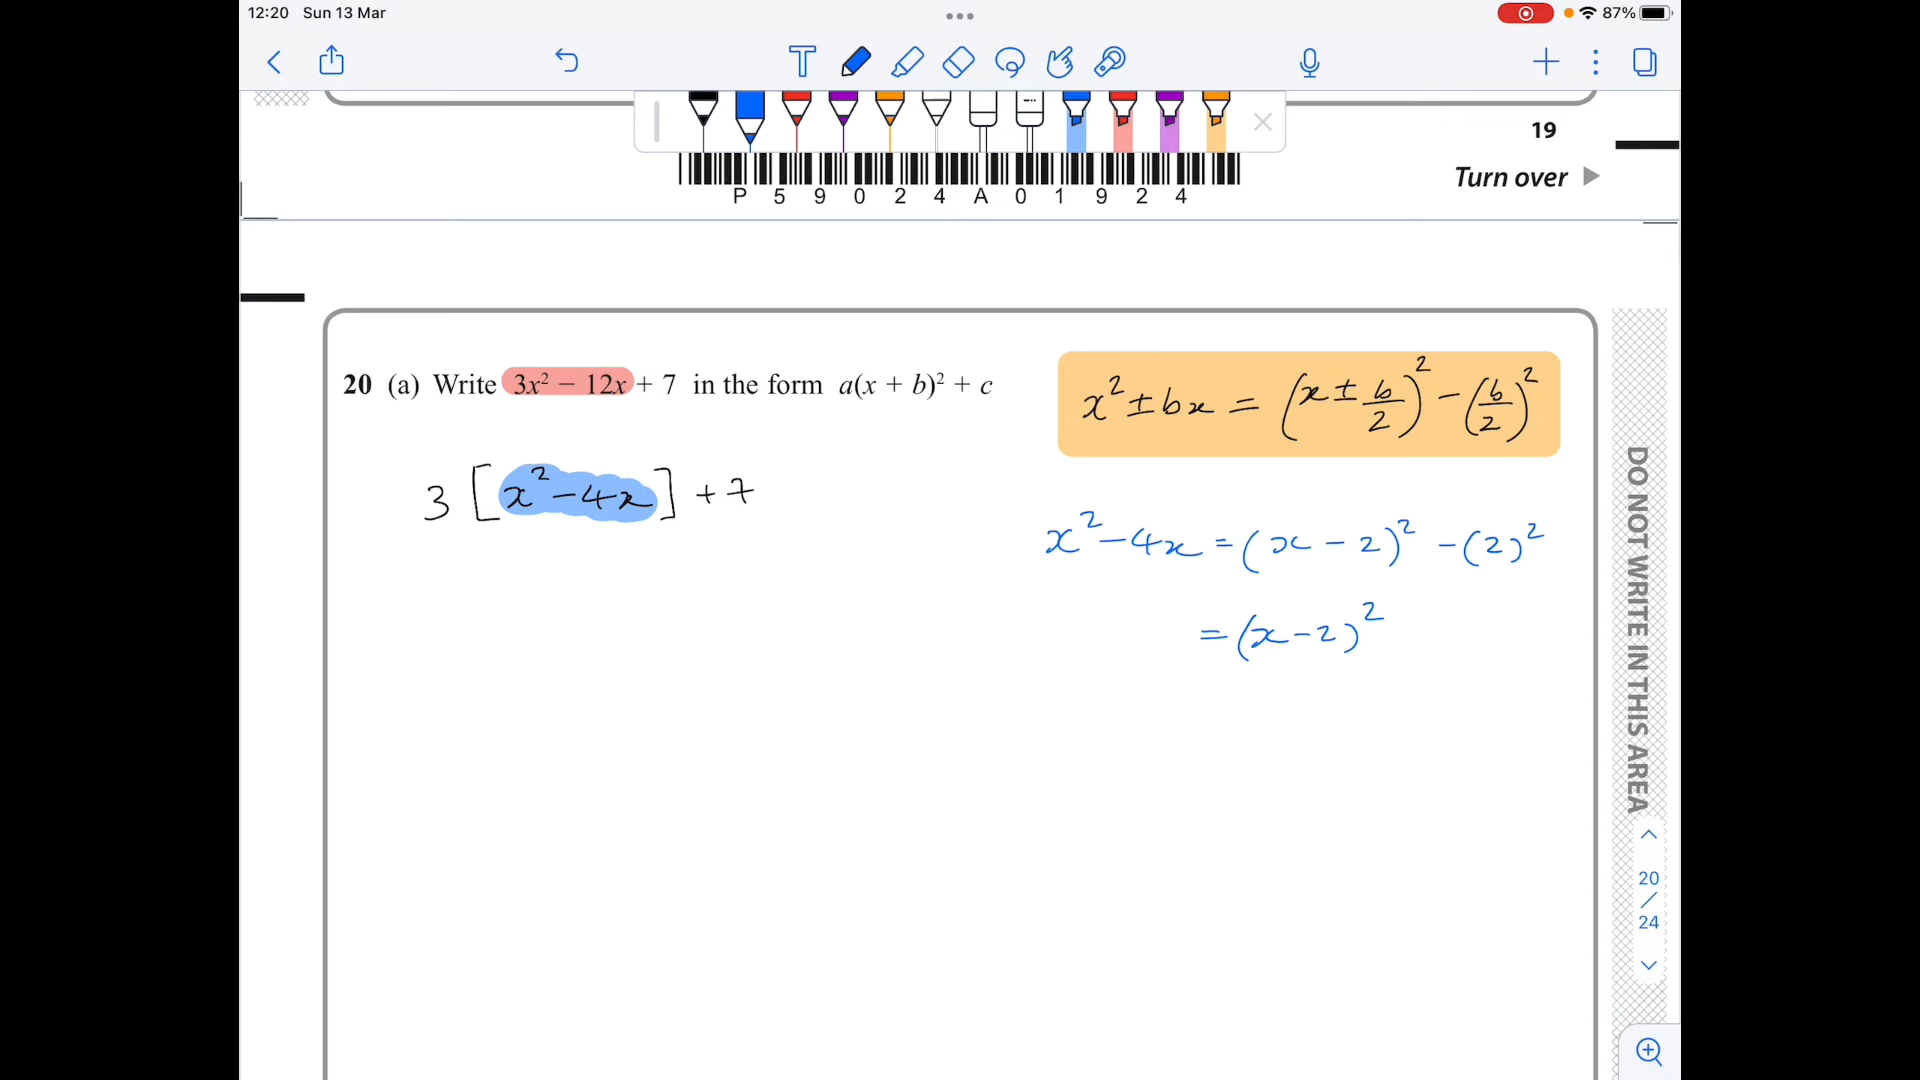 12:20 Sun 13 Mar
87%
T
19
Turn over
P 5 9 0 2 4 A 0 1 9 2 4
20 (a) Write 3x² − 12x + 7 in the form a(x + b)² + c
x² ± bx = (x ± b/2)² − (b/2)²
3 [x² − 4x] + 7
x² − 4x = (x − 2)² − (2)²
= (x − 2)²
DO NOT WRITE IN THIS AREA
20
/
24